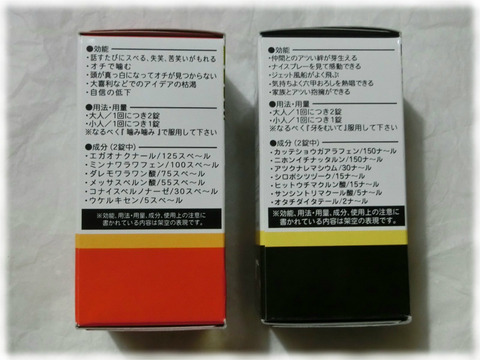 ●効能
・話すたびにスベる、失笑、苦笑いがもれる
・オチで噛む
・頭が真っ白になってオチが見つからない
・大喜利などでのアイデアの枯渇
・自信の低下
●用法・用量
・大人／1回につき2錠
・小人／1回につき1錠
※なるべく『噛み噛み』で服用して下さい
●成分（2錠中）
・エガオナクナール／125スベール
・ミンナワラワフェン／100スベール
・ダレモワラワン酸／75スベール
・メッサスベルン酸／55スベール
・コナイスベルノナーゼ／30スベール
・ウケルキセン／5スベール
※効能、用法・用量、成分、使用上の注意に
書かれている内容は架空の表現です。
●効能
・仲間とのアツい絆が芽生える
・ナイスプレーを見て感動できる
・ジェット風船がよく飛ぶ
・気持ちよく六甲おろしを熱唱できる
・家族とアツい抱擁ができる
●用法・用量
・大人／1回につき2錠
・小人／1回につき1錠
※なるべく『牙をむいて』服用して下さい
●成分（2錠中）
・カッテショウガアラフェン／150ナール
・ニホンイチナッタルン／150ナール
・アツクナレマシウム／30ナール
・シロボシツゾーク／15ナール
・ヒットウチマクルン酸／15ナール
・サンシントリマクール酸／5ナール
・オタチダイタテール／2ナール
※効能、用法・用量、成分、使用上の注意に
書かれている内容は架空の表現です。